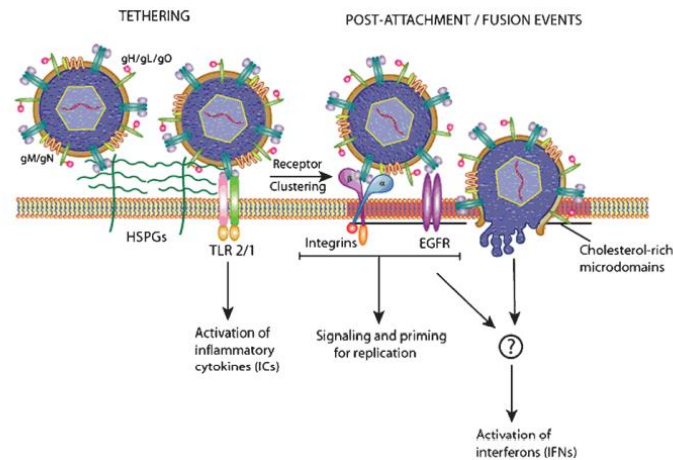 TETHERING
POST-ATTACHMENT / FUSION EVENTS
gH/gL/gO
gM/gN
Receptor
Clustering
β
α
HSPGs
TLR 2/1
Integrins
EGFR
Cholesterol-rich
microdomains
Activation of
inflammatory
cytokines (ICs)
Signaling and priming
for replication
?
Activation of
interferons (IFNs)